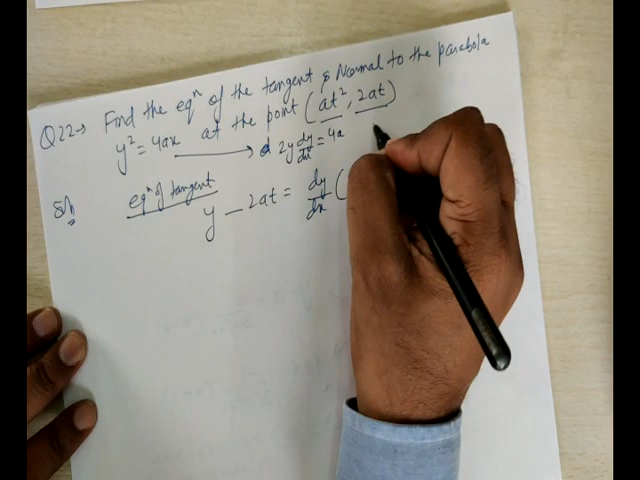 Q22→ Find the eqⁿ of the tangent & Normal to the parabola
y² = 4ax at the point (at², 2at)
→ d 2y dy/dx = 4a
Solⁿ eqⁿ of tangent
y - 2at = dy/dx (